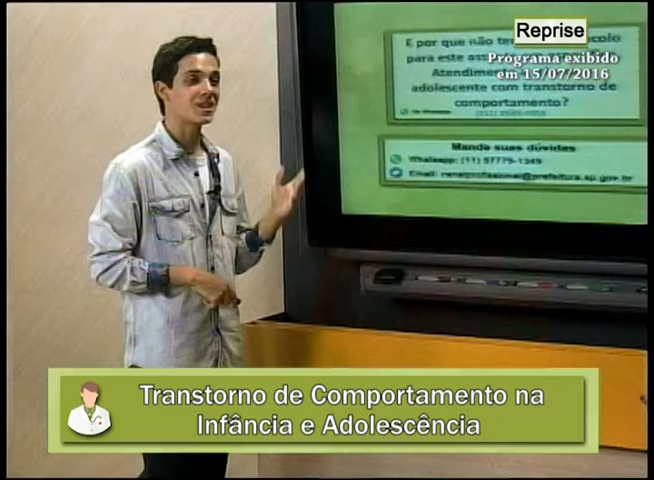 Reprise
Programa exibido
em 15/07/2016
E por que não
para este
adolescente com transtorno de
comportamento?
Mande suas dúvidas
Whatsapp: (11) 97779-1349
Email:
Transtorno de Comportamento na
Infância e Adolescência